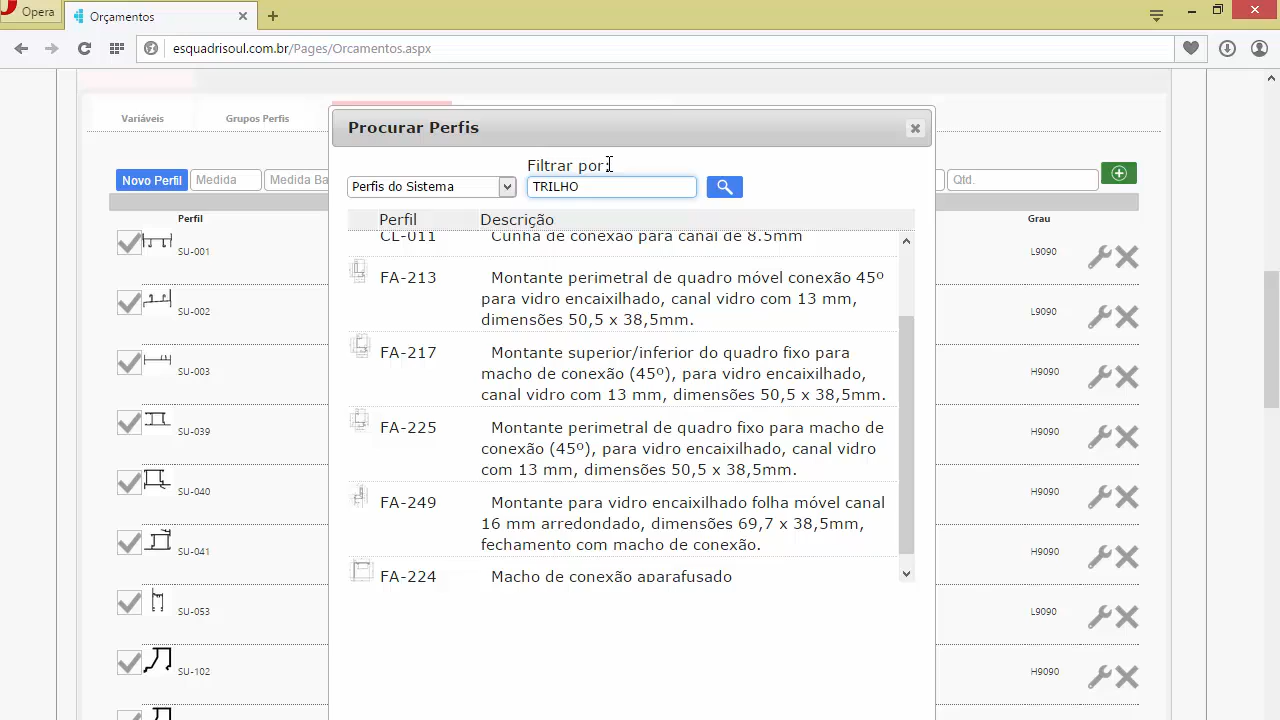 Opera
Orçamentos
esquadrisoul.com.br/Pages/Orcamentos.aspx
Variáveis
Grupos Perfis
Procurar Perfis
Filtrar por:
Perfis do Sistema
TRILHO
Novo Perfil
Medida
Medida Ba
Qtd.
Perfil
Descrição
Perfil
Grau
CL-011
Cunha de conexão para canal de 8.5mm
FA-213
Montante perimetral de quadro móvel conexão 45º
para vidro encaixilhado, canal vidro com 13 mm,
dimensões 50,5 x 38,5mm.
FA-217
Montante superior/inferior do quadro fixo para
macho de conexão (45º), para vidro encaixilhado,
canal vidro com 13 mm, dimensões 50,5 x 38,5mm.
FA-225
Montante perimetral de quadro fixo para macho de
conexão (45º), para vidro encaixilhado, canal vidro
com 13 mm, dimensões 50,5 x 38,5mm.
FA-249
Montante para vidro encaixilhado folha móvel canal
16 mm arredondado, dimensões 69,7 x 38,5mm,
fechamento com macho de conexão.
FA-224
Macho de conexão aparafusado
SU-001
L9090
SU-002
L9090
SU-003
H9090
SU-039
H9090
SU-040
H9090
SU-041
H9090
SU-053
L9090
SU-102
H9090